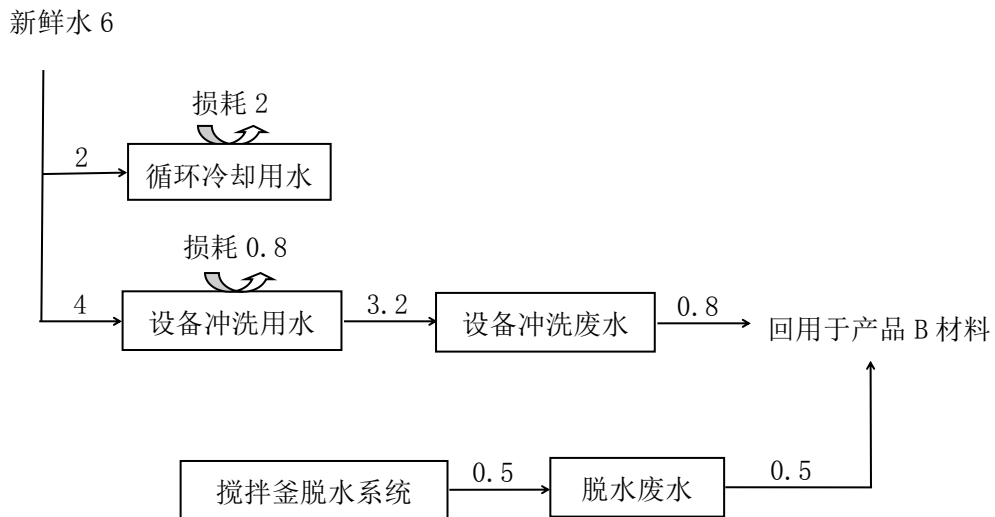 新鲜水 6
损耗 2
2
循环冷却用水
损耗 0.8
4
设备冲洗用水
3.2
设备冲洗废水
0.8
回用于产品 B 材料
搅拌釜脱水系统
0.5
脱水废水
0.5